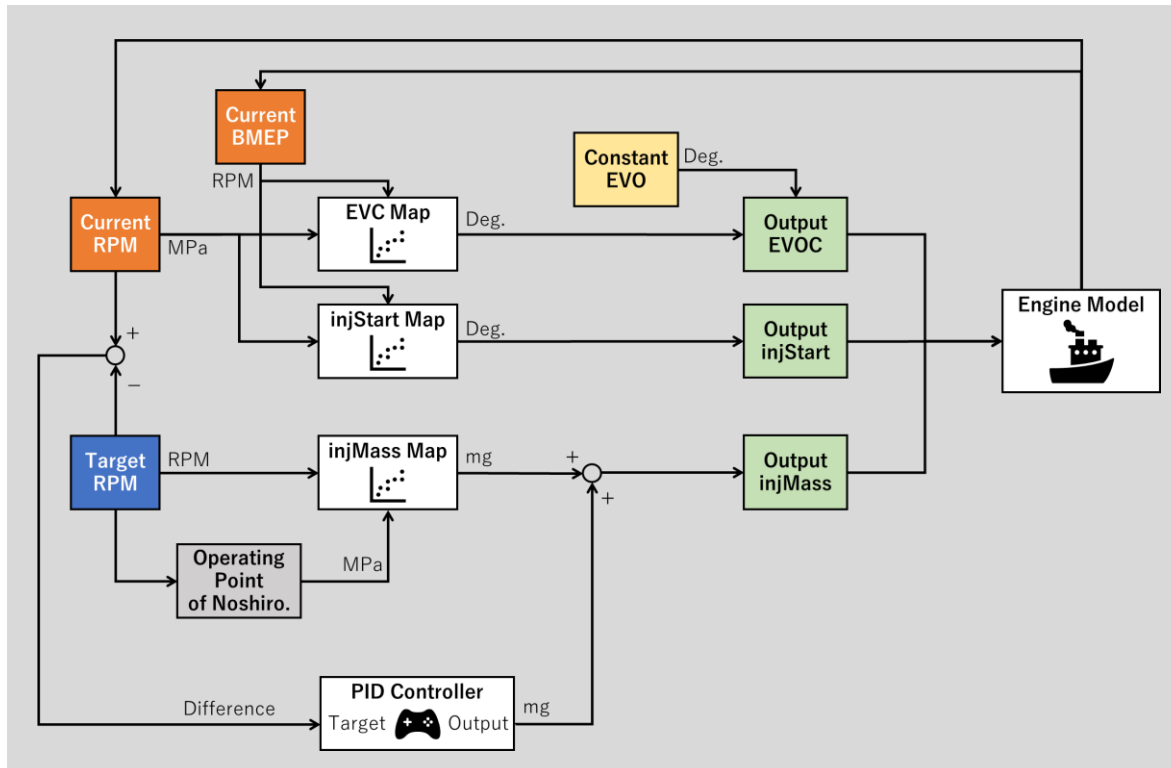 Current
BMEP
RPM
Constant
EVO
Deg.
Current
RPM
MPa
EVC Map
Deg.
Output
EVOC
+
−
injStart Map
Deg.
Output
injStart
Engine Model
Target
RPM
RPM
injMass Map
mg
+
+
Output
injMass
Operating
Point
of Noshiro.
MPa
Difference
PID Controller
Target Output
mg